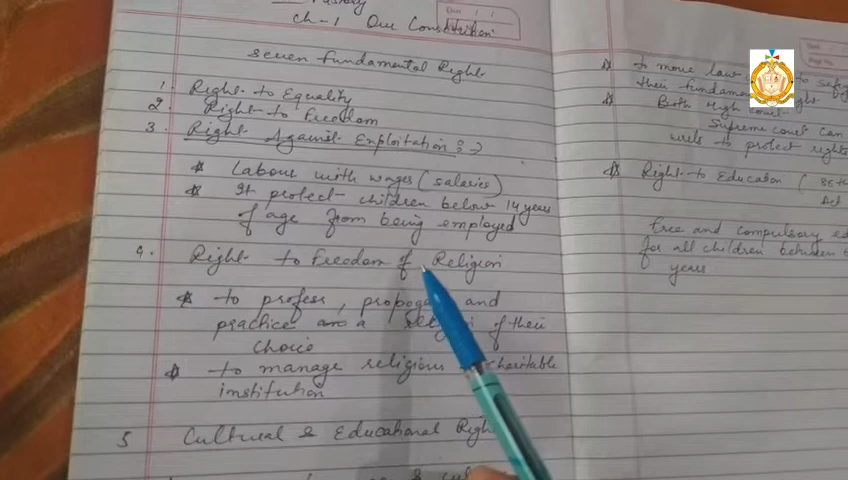 Ch-1 Our Constitution
seven fundamental Right
1. Right to Equality
2. Right to Freedom
3. Right Against Exploitation :->
Labour with wages (salaries)
It protect children below 14 years
of age from being employed
4. Right to Freedom of Religion
to profess, and
practice of their
choice
to manage religious charitable
institution
5 Cultural & Educational Righ
to move law to
their fundamental
Both High court
Supreme court can
writs to protect rights
Right to Education (
Act
free and compulsory
for all children between
years